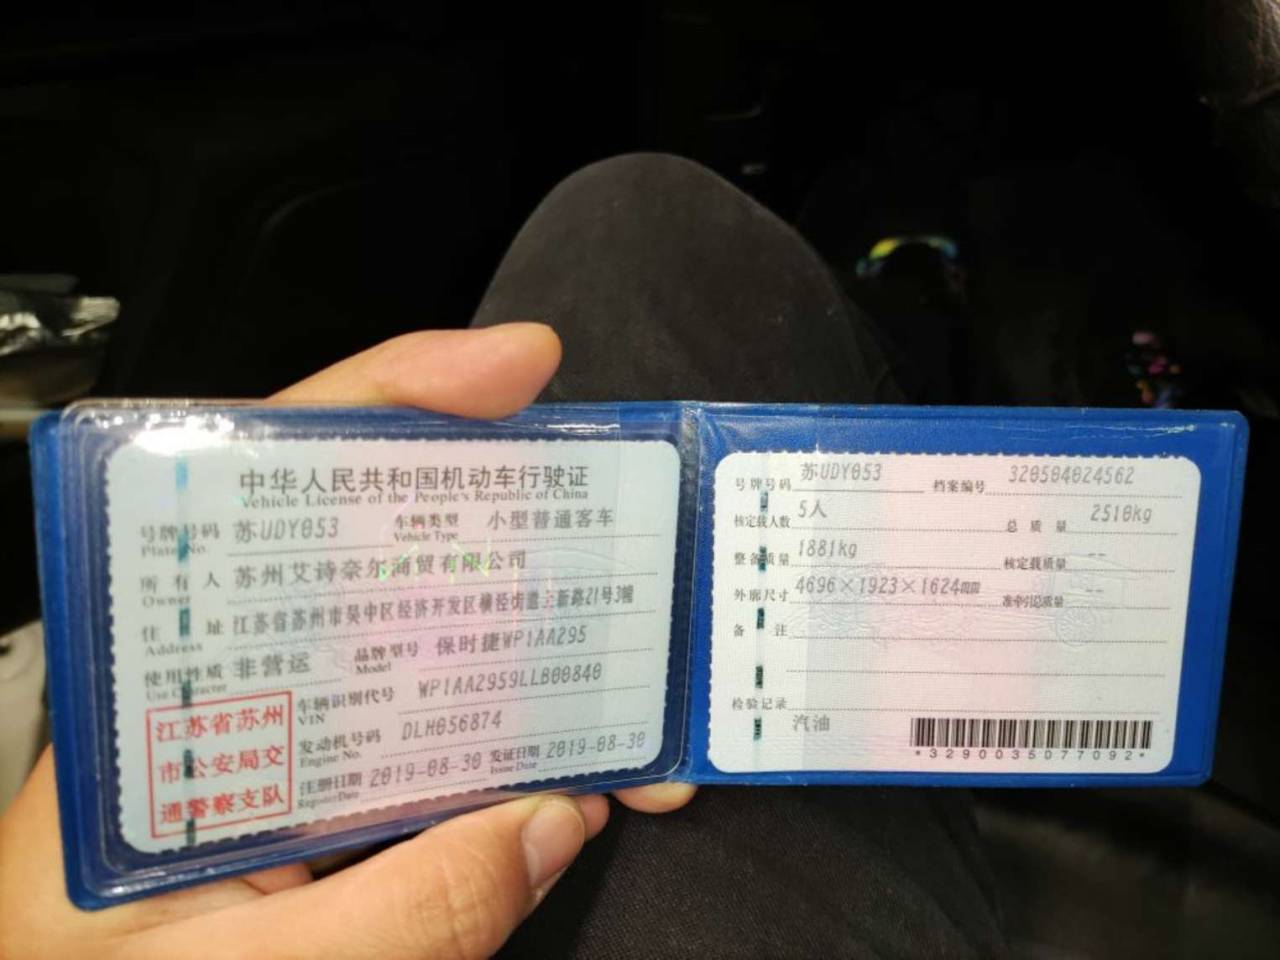 中华人民共和国机动车行驶证
Vehicle License of the People's Republic of China
号牌号码 苏UDY053 车辆类型 小型普通客车
Plate No. Vehicle Type
所有人 苏州艾诗奈尔商贸有限公司
Owner
住址 江苏省苏州市吴中区经济开发区横泾街道上新路21号3幢
Address
使用性质 非营运 品牌型号 保时捷WP1AA295
Use Character Model
车辆识别代号 WP1AA2959LLB00840
VIN
发动机号码 DLH056874
Engine No.
注册日期 2019-08-30 发证日期 2019-08-30
Register Date Issue Date
江苏省苏州
市公安局交
通警察支队
号牌号码 苏UDY053 档案编号 320504024562
核定载人数 5人 总质量 2510kg
整备质量 1881kg 核定载质量 --
外廓尺寸 4696×1923×1624mm 准牵引总质量 --
备注
检验记录
汽油
*3290035077092*